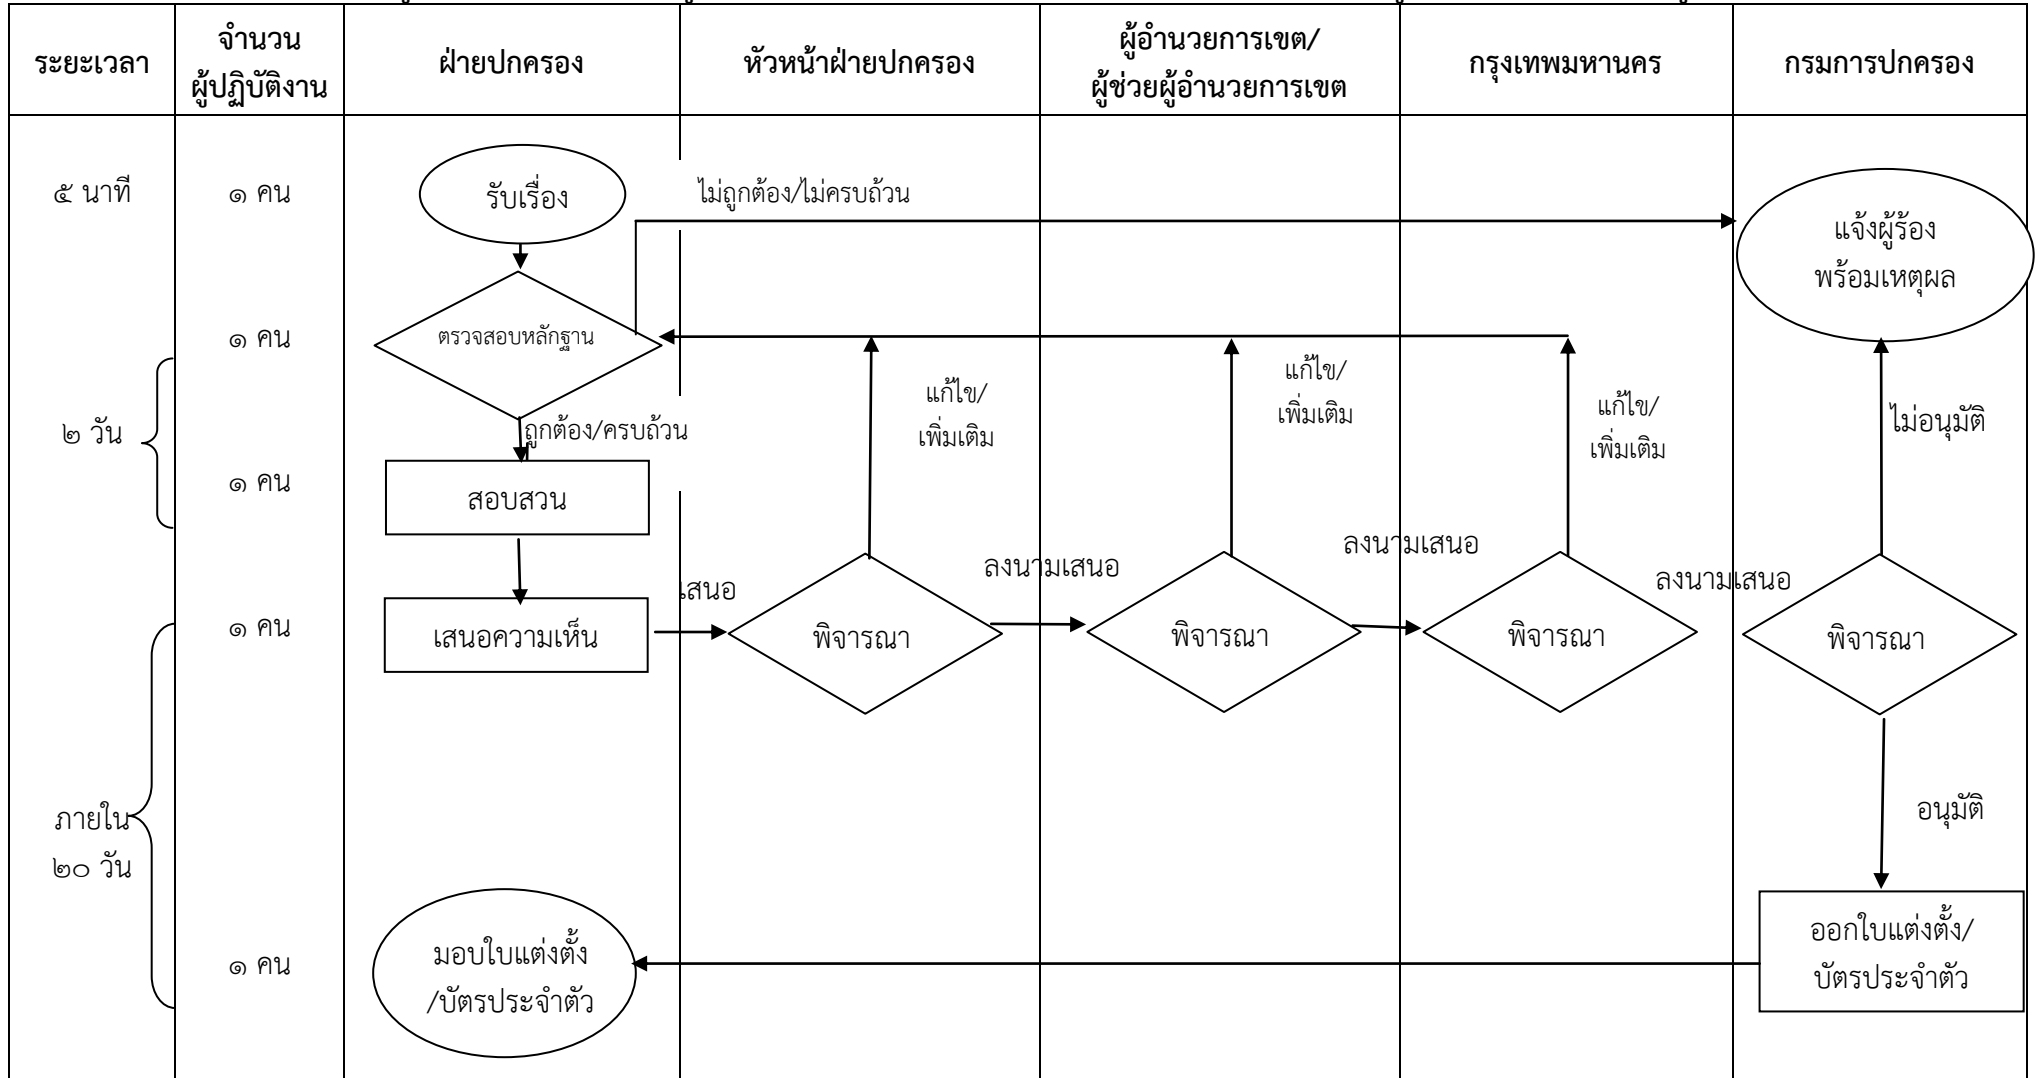 ระยะเวลา
จำนวน
ผู้ปฏิบัติงาน
ฝ่ายปกครอง
หัวหน้าฝ่ายปกครอง
ผู้อำนวยการเขต/
ผู้ช่วยผู้อำนวยการเขต
กรุงเทพมหานคร
กรมการปกครอง
๕ นาที
๑ คน
รับเรื่อง
ไม่ถูกต้อง/ไม่ครบถ้วน
แจ้งผู้ร้อง
พร้อมเหตุผล
๑ คน
ตรวจสอบหลักฐาน
แก้ไข/
เพิ่มเติม
แก้ไข/
เพิ่มเติม
แก้ไข/
เพิ่มเติม
ไม่อนุมัติ
๒ วัน
ถูกต้อง/ครบถ้วน
๑ คน
สอบสวน
๑ คน
เสนอความเห็น
เสนอ
พิจารณา
ลงนามเสนอ
พิจารณา
ลงนามเสนอ
พิจารณา
ลงนามเสนอ
พิจารณา
ภายใน
๒๐ วัน
อนุมัติ
๑ คน
มอบใบแต่งตั้ง
/บัตรประจำตัว
ออกใบแต่งตั้ง/
บัตรประจำตัว